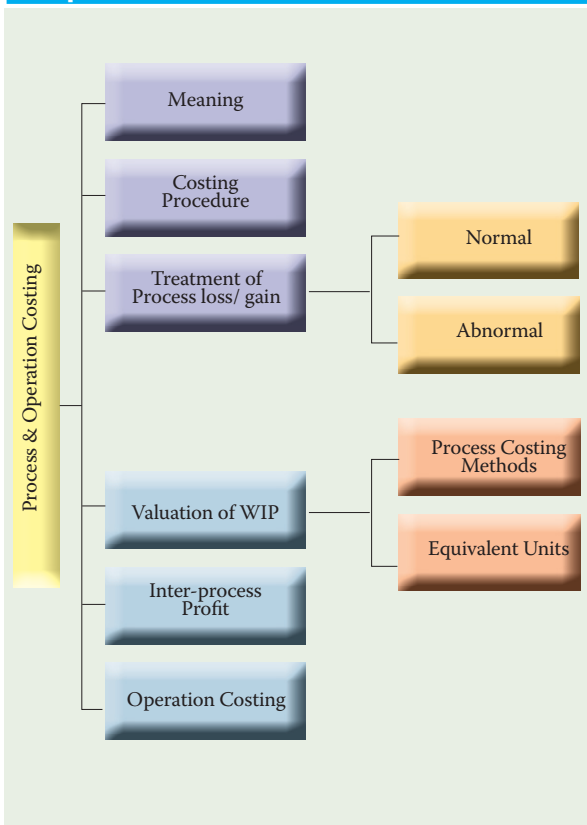 Process & Operation Costing
Meaning
Costing
Procedure
Treatment of
Process loss/ gain
Normal
Abnormal
Valuation of WIP
Process Costing
Methods
Equivalent Units
Inter-process
Profit
Operation Costing